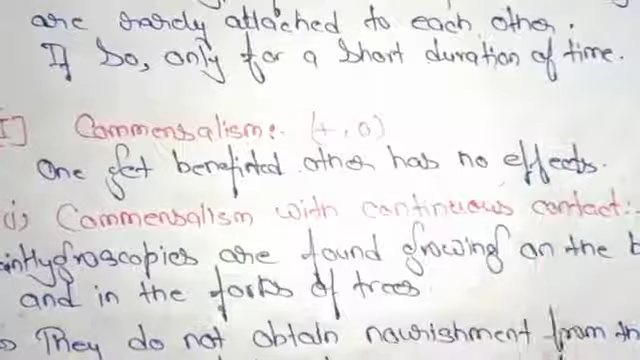 are rarely attached to each other.
If so, only for a short duration of time.
I] Commensalism:. (+, 0)
One get benefited other has no effects.
(i) Commensalism with continuous contact:-
Hygroscopies are found growing on the b
and in the forks of trees
They do not obtain nourishment from